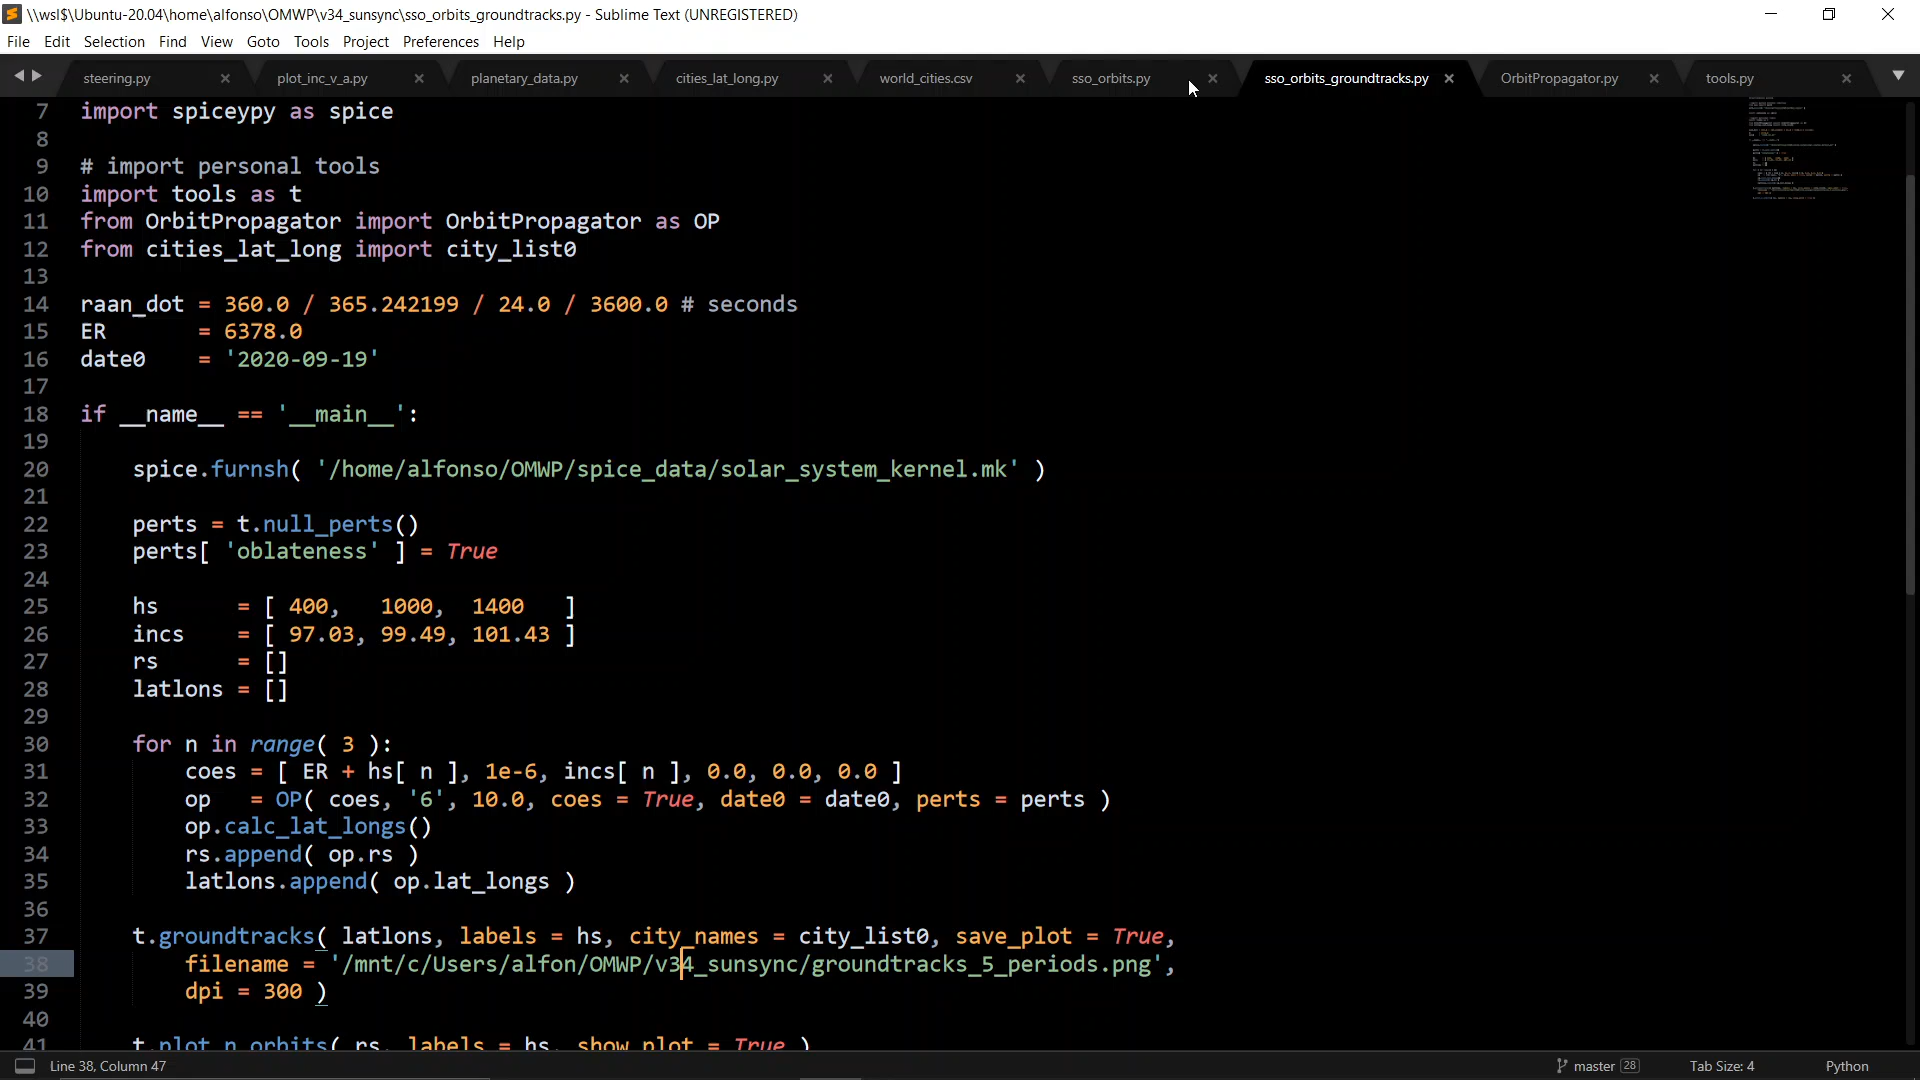 \\wsl$\Ubuntu-20.04\home\alfonso\OMWP\v34_sunsync\sso_orbits_groundtracks.py - Sublime Text (UNREGISTERED)
File Edit Selection Find View Goto Tools Project Preferences Help
steering.py plot_inc_v_a.py planetary_data.py cities_lat_long.py world_cities.csv sso_orbits.py sso_orbits_groundtracks.py OrbitPropagator.py tools.py
7 import spiceypy as spice
8
9 # import personal tools
10 import tools as t
11 from OrbitPropagator import OrbitPropagator as OP
12 from cities_lat_long import city_list0
13
14 raan_dot = 360.0 / 365.242199 / 24.0 / 3600.0 # seconds
15 ER       = 6378.0
16 date0    = '2020-09-19'
17
18 if __name__ == '__main__':
19
20     spice.furnsh( '/home/alfonso/OMWP/spice_data/solar_system_kernel.mk' )
21
22     perts = t.null_perts()
23     perts[ 'oblateness' ] = True
24
25     hs      = [ 400,   1000,  1400   ]
26     incs    = [ 97.03, 99.49, 101.43 ]
27     rs      = []
28     latlons = []
29
30     for n in range( 3 ):
31         coes = [ ER + hs[ n ], 1e-6, incs[ n ], 0.0, 0.0, 0.0 ]
32         op   = OP( coes, '6', 10.0, coes = True, date0 = date0, perts = perts )
33         op.calc_lat_longs()
34         rs.append( op.rs )
35         latlons.append( op.lat_longs )
36
37     t.groundtracks( latlons, labels = hs, city_names = city_list0, save_plot = True,
38         filename = '/mnt/c/Users/alfon/OMWP/v34_sunsync/groundtracks_5_periods.png',
39         dpi = 300 )
40
41     t.plot_n_orbits( rs, labels = hs, show_plot = True )
Line 38, Column 47 master 28 Tab Size: 4 Python